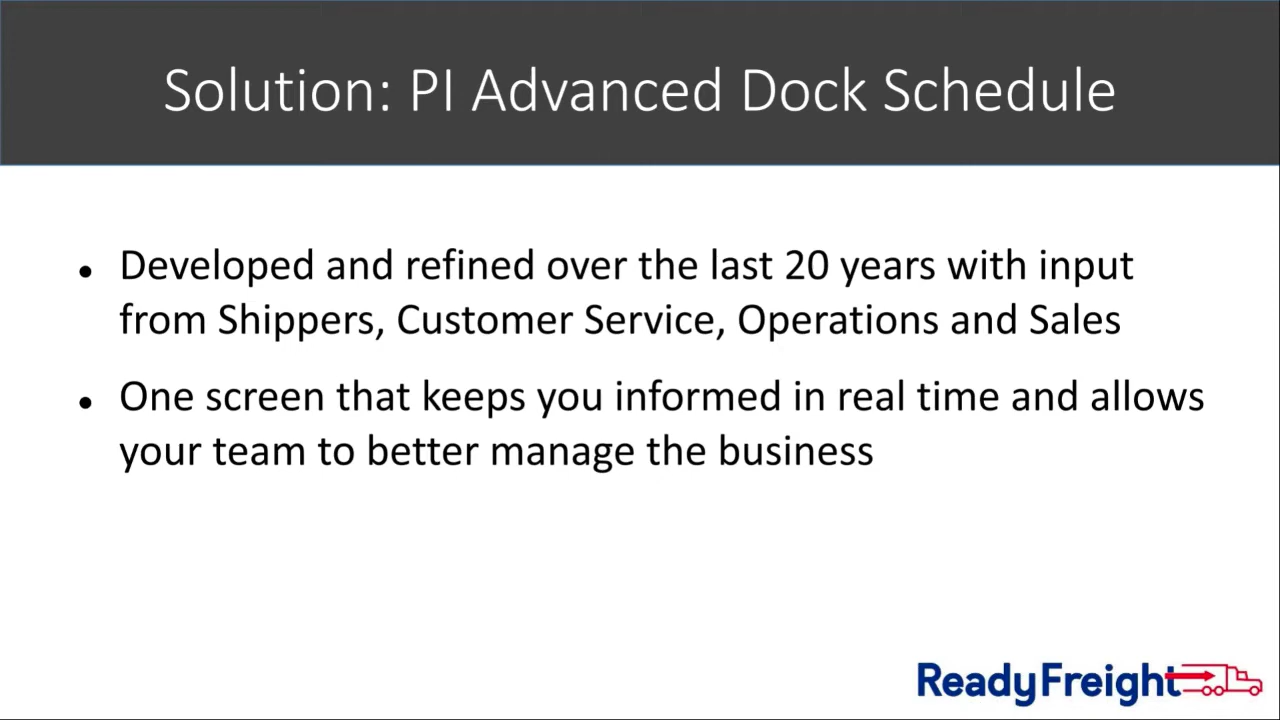 Solution: PI Advanced Dock Schedule
• Developed and refined over the last 20 years with input
from Shippers, Customer Service, Operations and Sales
• One screen that keeps you informed in real time and allows
your team to better manage the business
ReadyFreight